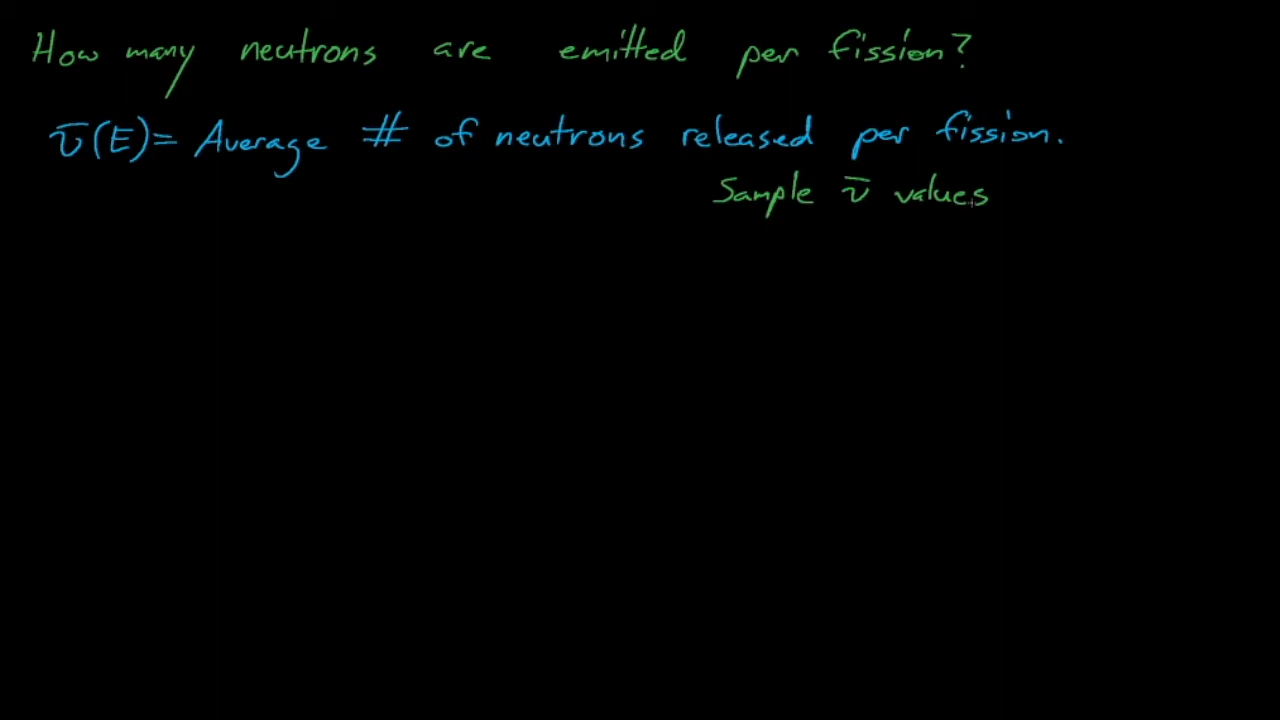 How many neutrons are emitted per fission?
ν̅(E)= Average # of neutrons released per fission.
Sample ν̅ values